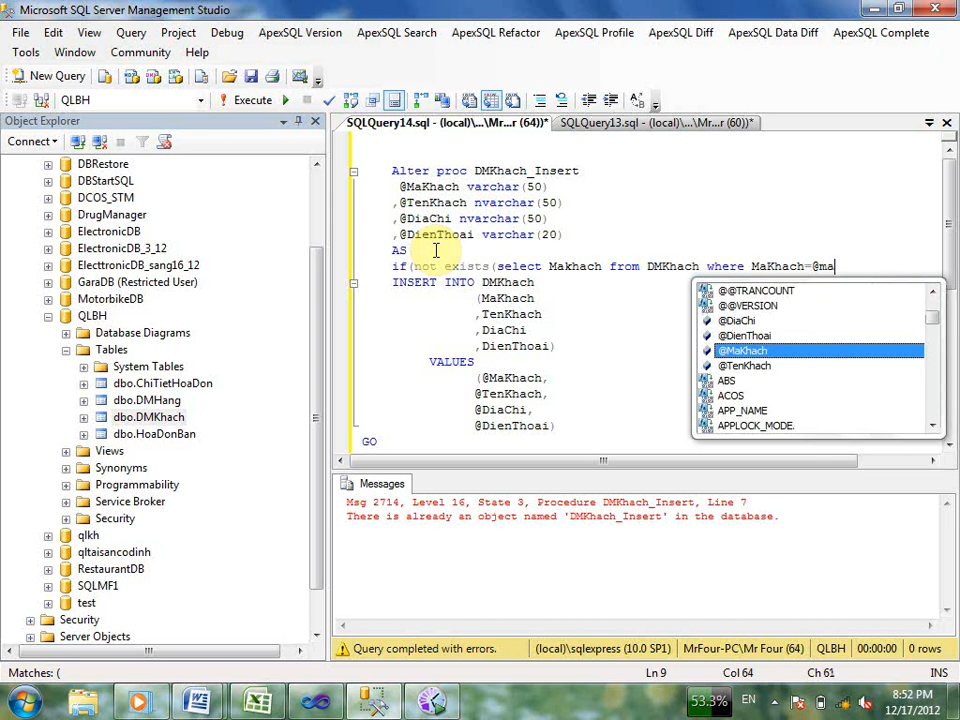 Microsoft SQL Server Management Studio
File Edit View Query Project Debug ApexSQL Version ApexSQL Search ApexSQL Refactor ApexSQL Profile ApexSQL Diff ApexSQL Data Diff ApexSQL Complete
Tools Window Community Help
New Query
QLBH Execute
Object Explorer
Connect
DBRestore
DBStartSQL
DCOS_STM
DrugManager
ElectronicDB
ElectronicDB_3_12
ElecttronicDB_sang16_12
GaraDB (Restricted User)
MotorbikeDB
QLBH
Database Diagrams
Tables
System Tables
dbo.ChiTietHoaDon
dbo.DMHang
dbo.DMKhach
dbo.HoaDonBan
Views
Synonyms
Programmability
Service Broker
Security
qlkh
qltaisancodinh
RestaurantDB
SQLMF1
test
Security
Server Objects
SQLQuery14.sql - (local)\...\Mr...r (64))* SQLQuery13.sql - (local)\...\Mr...r (60))*
Alter proc DMKhach_Insert
@MaKhach varchar(50)
,@TenKhach nvarchar(50)
,@DiaChi nvarchar(50)
,@DienThoai varchar(20)
AS
if(not exists(select Makhach from DMKhach where MaKhach=@ma
INSERT INTO DMKhach
(MaKhach
,TenKhach
,DiaChi
,DienThoai)
VALUES
(@MaKhach,
@TenKhach,
@DiaChi,
@DienThoai)
GO
@@TRANCOUNT
@@VERSION
@DiaChi
@DienThoai
@MaKhach
@TenKhach
ABS
ACOS
APP_NAME
APPLOCK_MODE.
Messages
Msg 2714, Level 16, State 3, Procedure DMKhach_Insert, Line 7
There is already an object named 'DMKhach_Insert' in the database.
Query completed with errors. (local)\sqlexpress (10.0 SP1) MrFour-PC\Mr Four (64) QLBH 00:00:00 0 rows
Matches: ( Ln 9 Col 64 Ch 61 INS
53.3% EN 8:52 PM
12/17/2012